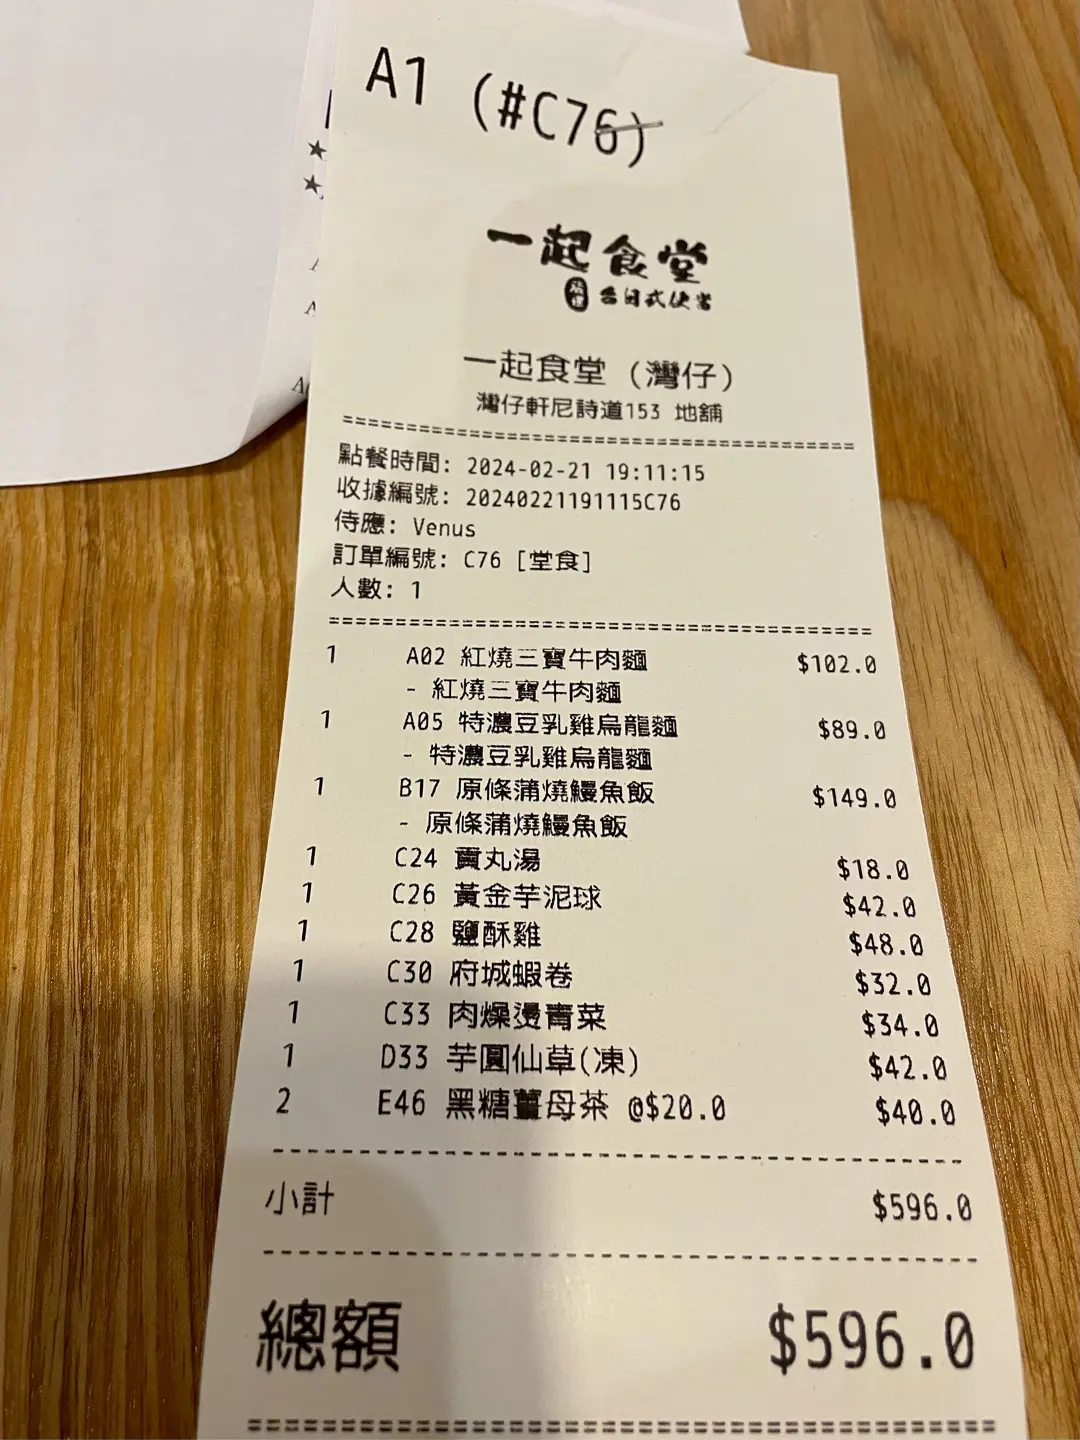 A1 (#C76)
一起食堂
台日式便當
一起食堂 (灣仔)
灣仔軒尼詩道153 地舖
點餐時間: 2024-02-21 19:11:15
收據編號: 20240221191115C76
侍應: Venus
訂單編號: C76 [堂食]
人數: 1
1 A02 紅燒三寶牛肉麵 $102.0
- 紅燒三寶牛肉麵
1 A05 特濃豆乳雞烏龍麵 $89.0
- 特濃豆乳雞烏龍麵
1 B17 原條蒲燒鰻魚飯 $149.0
- 原條蒲燒鰻魚飯
1 C24 貢丸湯 $18.0
1 C26 黃金芋泥球 $42.0
1 C28 鹽酥雞 $48.0
1 C30 府城蝦卷 $32.0
1 C33 肉燥燙青菜 $34.0
1 D33 芋圓仙草(凍) $42.0
2 E46 黑糖薑母茶 @$20.0 $40.0
小計 $596.0
總額 $596.0